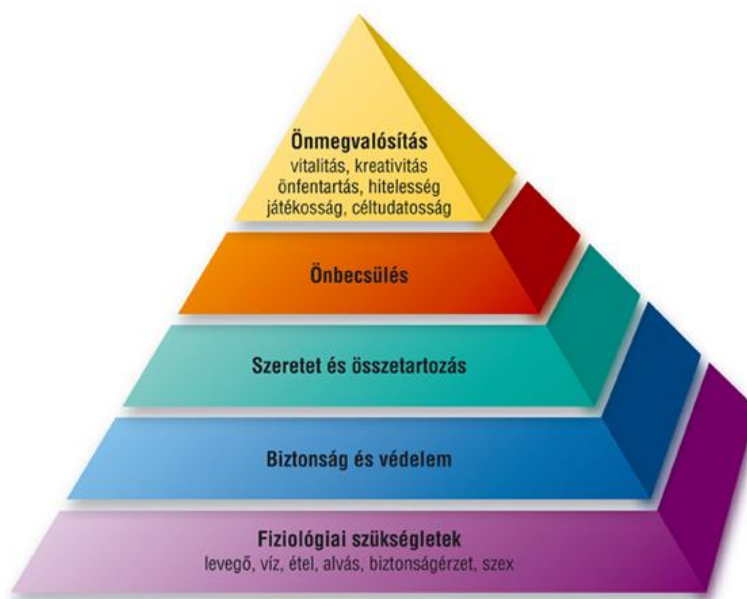 Önmegvalósítás
vitalitás, kreativitás
önfentartás, hitelesség
játékosság, céltudatosság
Önbecsülés
Szeretet és összetartozás
Biztonság és védelem
Fiziológiai szükségletek
levegő, víz, étel, alvás, biztonságérzet, szex